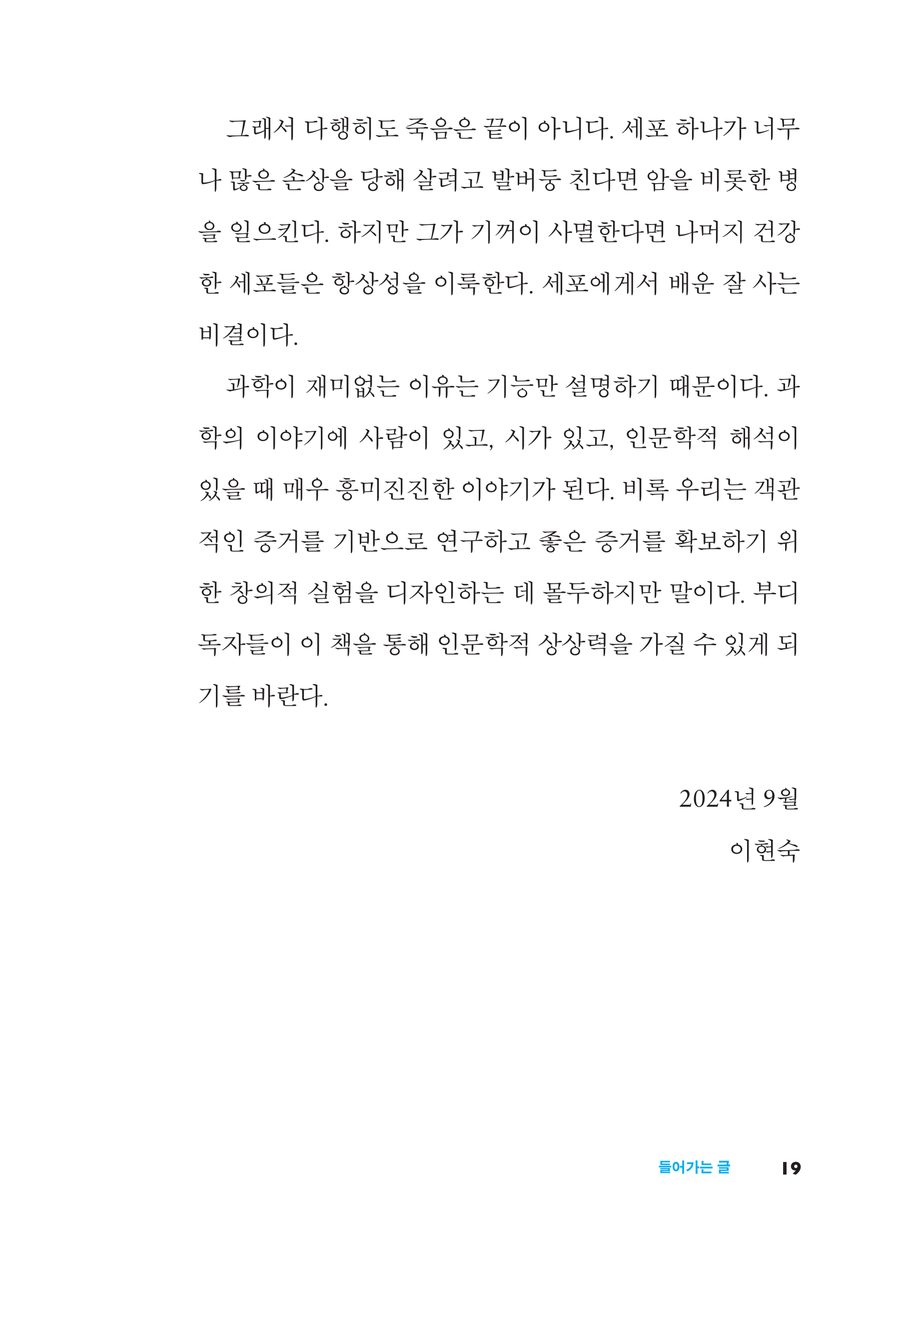 그래서 다행히도 죽음은 끝이 아니다. 세포 하나가 너무
나 많은 손상을 당해 살려고 발버둥 친다면 암을 비롯한 병
을 일으킨다. 하지만 그가 기꺼이 사멸한다면 나머지 건강
한 세포들은 항상성을 이룩한다. 세포에게서 배운 잘 사는
비결이다.
과학이 재미없는 이유는 기능만 설명하기 때문이다. 과
학의 이야기에 사람이 있고, 시가 있고, 인문학적 해석이
있을 때 매우 흥미진진한 이야기가 된다. 비록 우리는 객관
적인 증거를 기반으로 연구하고 좋은 증거를 확보하기 위
한 창의적 실험을 디자인하는 데 몰두하지만 말이다. 부디
독자들이 이 책을 통해 인문학적 상상력을 가질 수 있게 되
기를 바란다.
2024년 9월
이현숙
들어가는 글 19